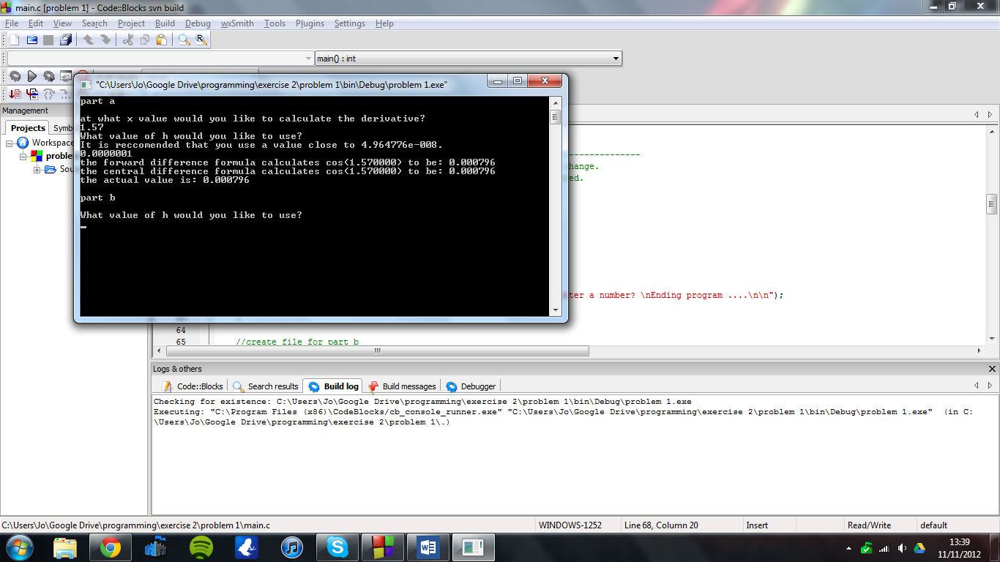 main.c [problem 1] - Code::Blocks svn build
File Edit View Search Project Build Debug wxSmith Tools Plugins Settings Help
main() : int
"C:\Users\Jo\Google Drive\programming\exercise 2\problem 1\bin\Debug\problem 1.exe"
part a
at what x value would you like to calculate the derivative?
1.57
What value of h would you like to use?
It is reccomended that you use a value close to 4.964776e-008.
0.0000001
the forward difference formula calculates cos(1.570000) to be: 0.000796
the central difference formula calculates cos(1.570000) to be: 0.000796
the actual value is: 0.000796
part b
What value of h would you like to use?
Management
Projects Symb
Workspace
proble
Sou
--------------
hange.
ed.
ter a number? \nEnding program ....\n\n");
64
65 //create file for part b
Logs & others
Code::Blocks Search results Build log Build messages Debugger
Checking for existence: C:\Users\Jo\Google Drive\programming\exercise 2\problem 1\bin\Debug\problem 1.exe
Executing: "C:\Program Files (x86)\CodeBlocks/cb_console_runner.exe" "C:\Users\Jo\Google Drive\programming\exercise 2\problem 1\bin\Debug\problem 1.exe" (in C:
\Users\Jo\Google Drive\programming\exercise 2\problem 1\.)
C:\Users\Jo\Google Drive\programming\exercise 2\problem 1\main.c WINDOWS-1252 Line 68, Column 20 Insert Read/Write default
13:39
11/11/2012